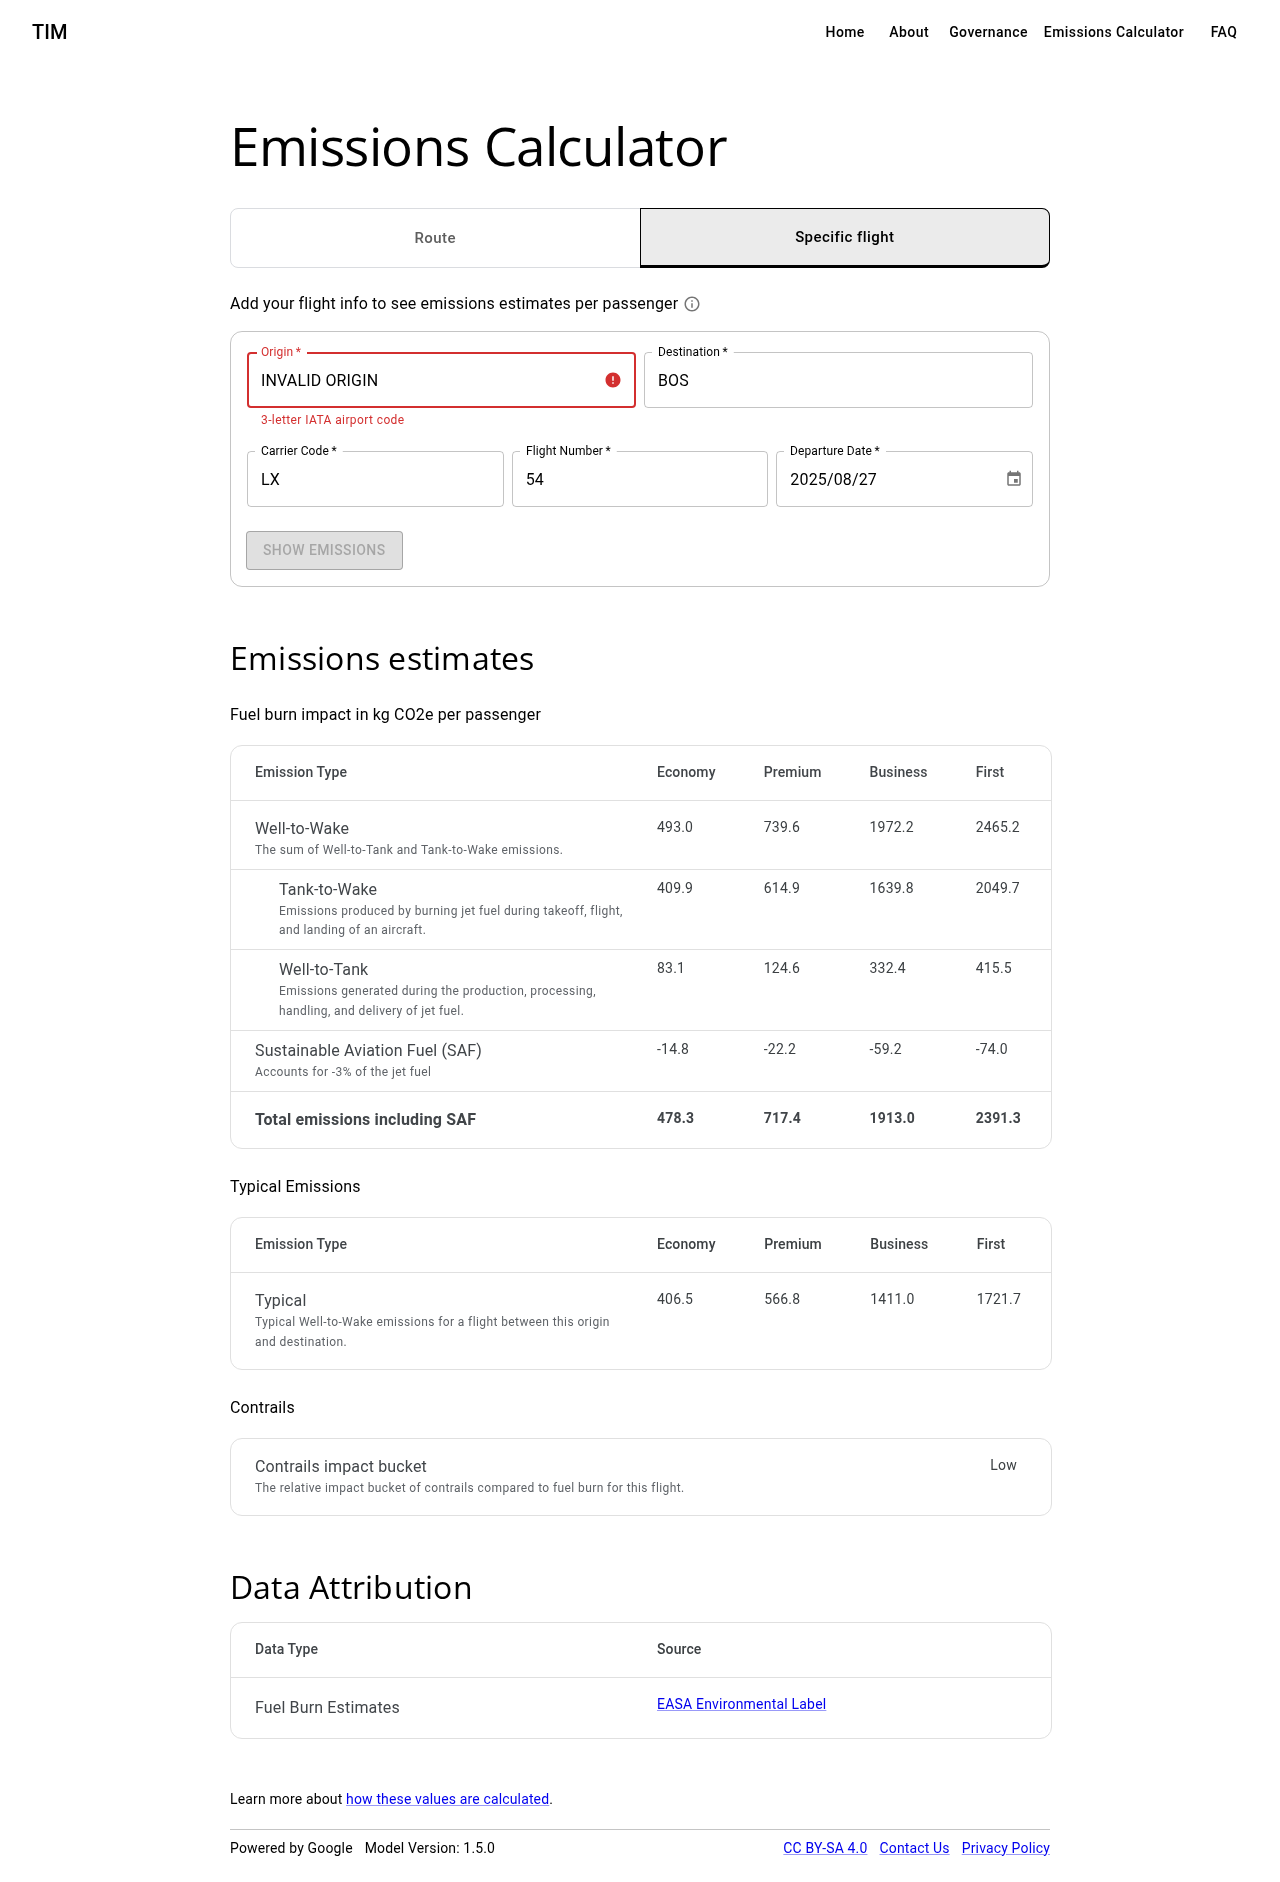 TIM
Home About Governance Emissions Calculator FAQ
Emissions Calculator
Route Specific flight
Add your flight info to see emissions estimates per passenger
Origin * Destination *
INVALID ORIGIN BOS
3-letter IATA airport code
Carrier Code * Flight Number * Departure Date *
LX 54 2025/08/27
SHOW EMISSIONS
Emissions estimates
Fuel burn impact in kg CO2e per passenger
Emission Type Economy Premium Business First
Well-to-Wake 493.0 739.6 1972.2 2465.2
The sum of Well-to-Tank and Tank-to-Wake emissions.
Tank-to-Wake 409.9 614.9 1639.8 2049.7
Emissions produced by burning jet fuel during takeoff, flight,
and landing of an aircraft.
Well-to-Tank 83.1 124.6 332.4 415.5
Emissions generated during the production, processing,
handling, and delivery of jet fuel.
Sustainable Aviation Fuel (SAF) -14.8 -22.2 -59.2 -74.0
Accounts for -3% of the jet fuel
Total emissions including SAF 478.3 717.4 1913.0 2391.3
Typical Emissions
Emission Type Economy Premium Business First
Typical 406.5 566.8 1411.0 1721.7
Typical Well-to-Wake emissions for a flight between this origin
and destination.
Contrails
Contrails impact bucket Low
The relative impact bucket of contrails compared to fuel burn for this flight.
Data Attribution
Data Type Source
Fuel Burn Estimates EASA Environmental Label
Learn more about how these values are calculated.
Powered by Google Model Version: 1.5.0 CC BY-SA 4.0 Contact Us Privacy Policy